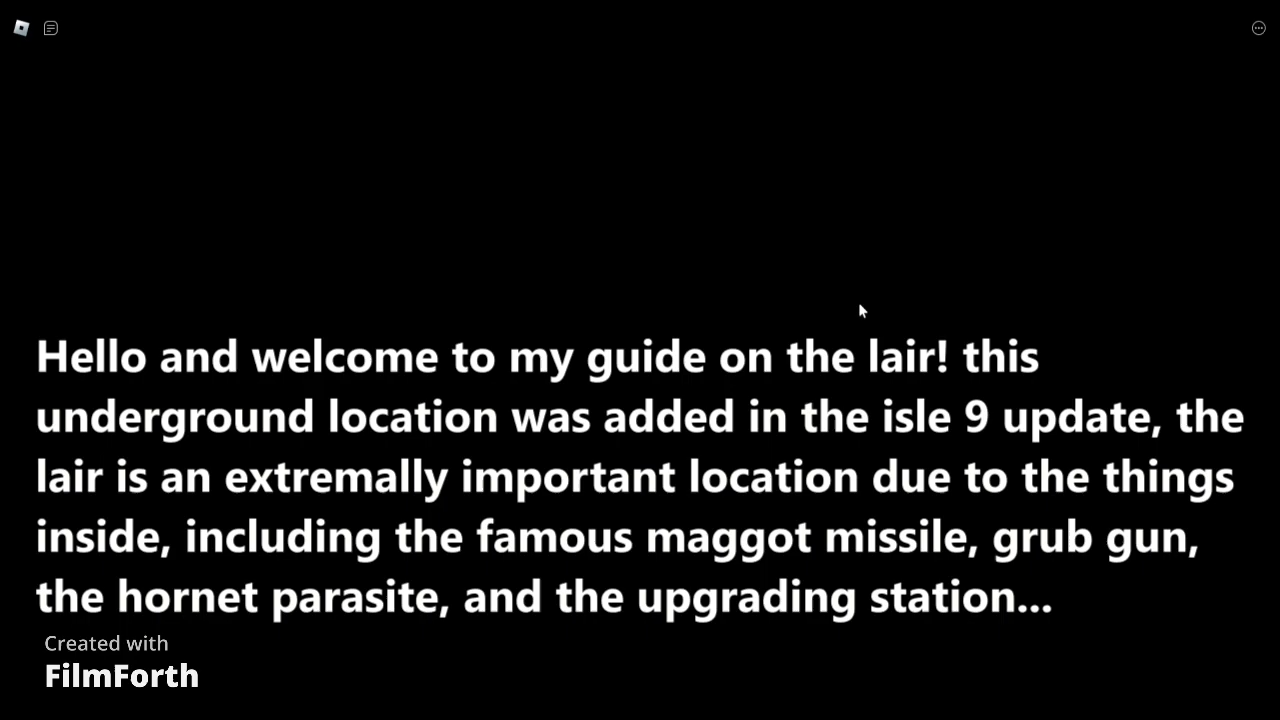 Hello and welcome to my guide on the lair! this
underground location was added in the isle 9 update, the
lair is an extremally important location due to the things
inside, including the famous maggot missile, grub gun,
the hornet parasite, and the upgrading station...
Created with
FilmForth